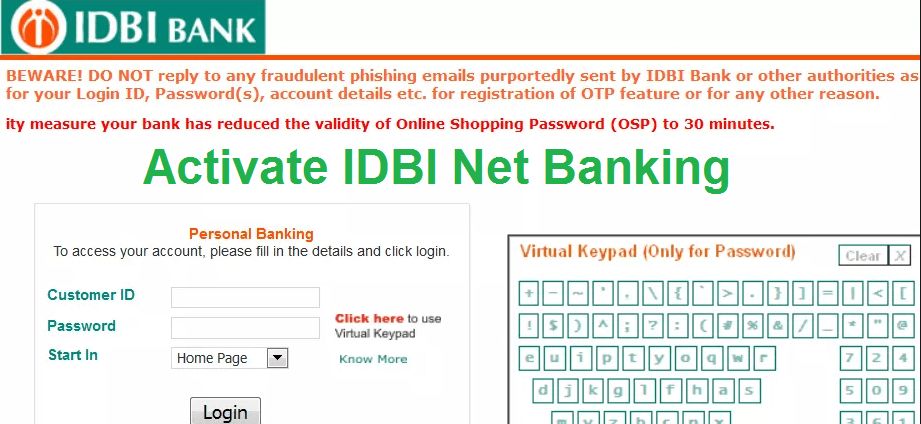 IDBI BANK
BEWARE! DO NOT reply to any fraudulent phishing emails purportedly sent by IDBI Bank or other authorities as
for your Login ID, Password(s), account details etc. for registration of OTP feature or for any other reason.
ity measure your bank has reduced the validity of Online Shopping Password (OSP) to 30 minutes.
Activate IDBI Net Banking
Personal Banking
To access your account, please fill in the details and click login.
Customer ID
Password
Click here to use
Virtual Keypad
Start In
Home Page
Know More
Login
Virtual Keypad (Only for Password)
Clear X
+ - ~ ' . \ { ` > . } ] = | < [
! $ ) ^ ; ? : ( # % & / _ * " @
e u i p t y o q w r 7 2 4
d j k g l f h a s 5 0 9
m v z b c n x 3 6 1